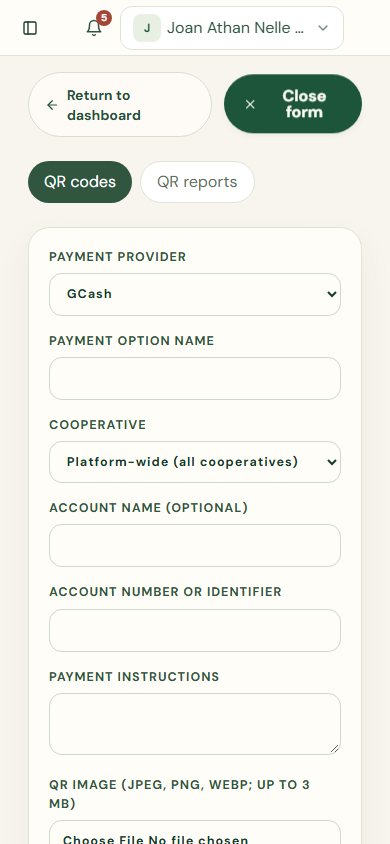 5
J
Joan Athan Nelle ...
Return to
dashboard
Close
form
QR codes
QR reports
PAYMENT PROVIDER
GCash
PAYMENT OPTION NAME
COOPERATIVE
Platform-wide (all cooperatives)
ACCOUNT NAME (OPTIONAL)
ACCOUNT NUMBER OR IDENTIFIER
PAYMENT INSTRUCTIONS
QR IMAGE (JPEG, PNG, WEBP; UP TO 3
MB)
Choose File No file chosen